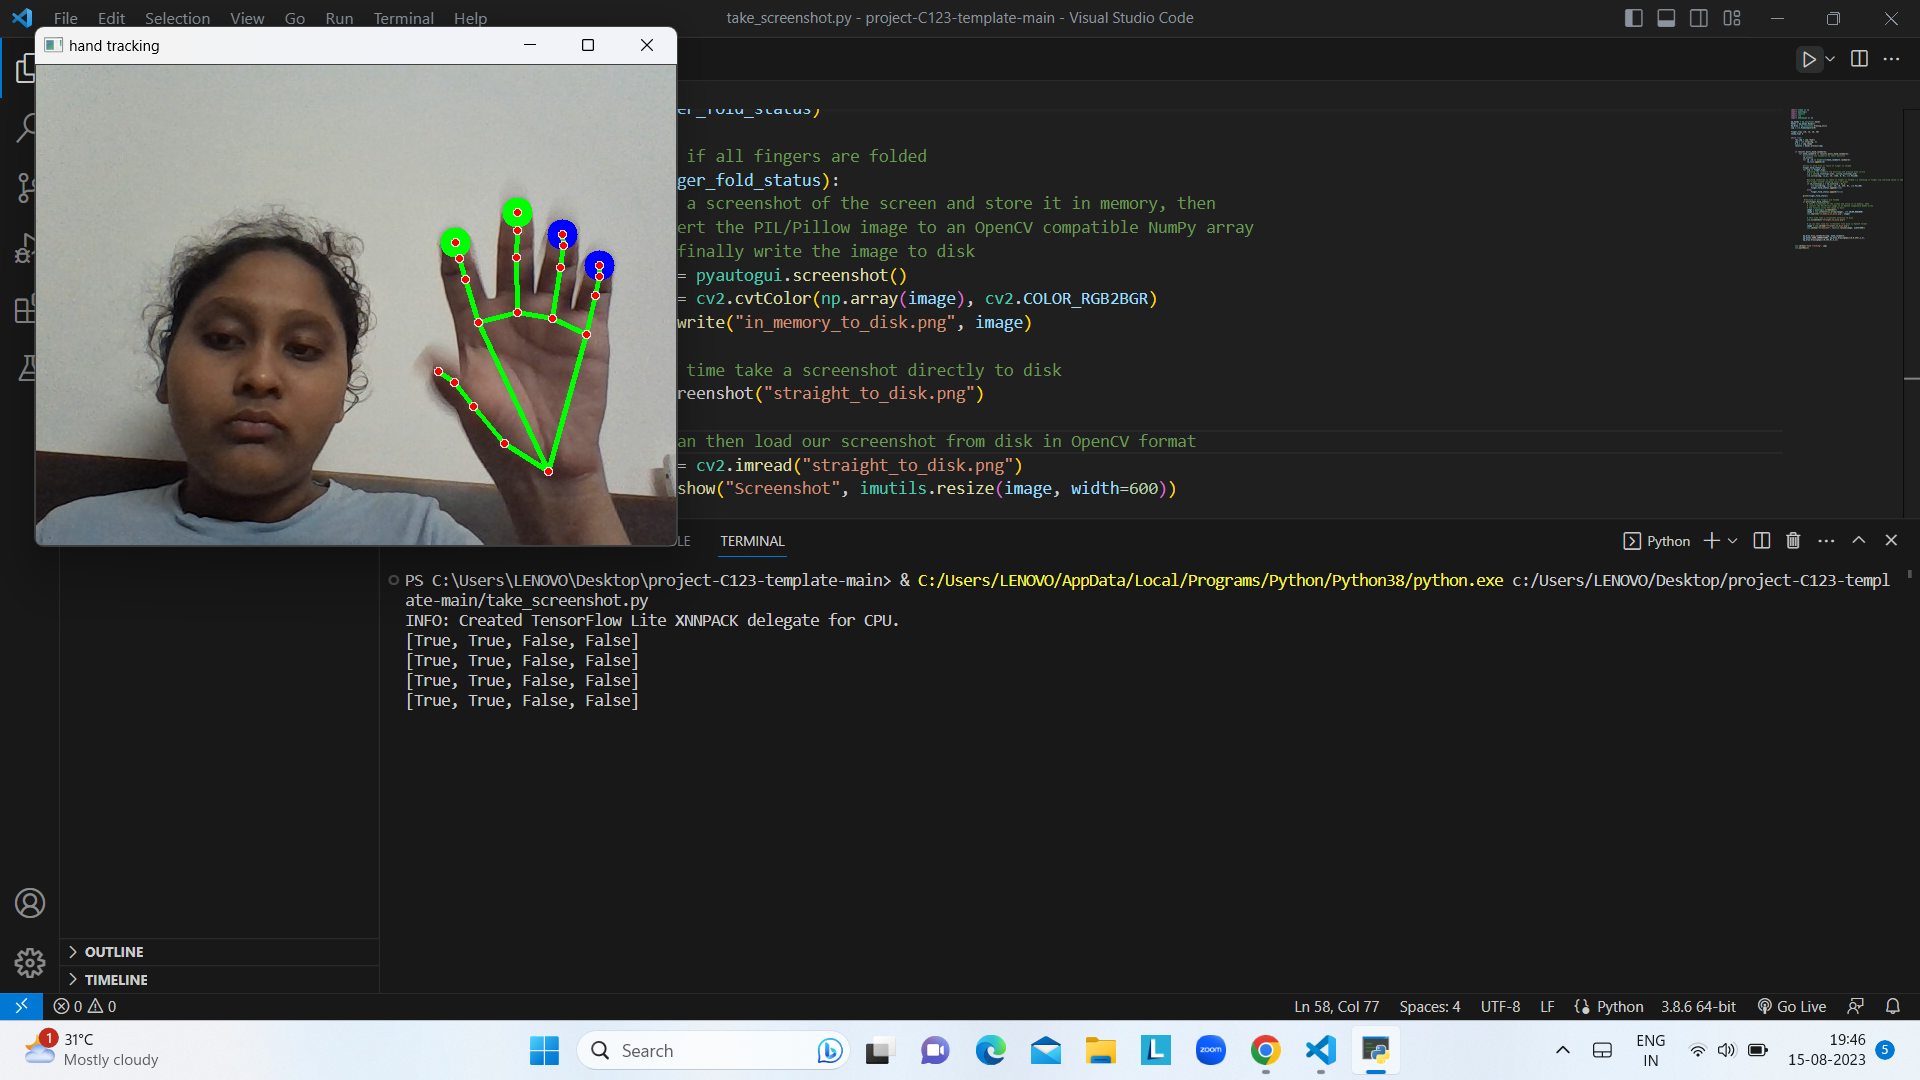 File Edit Selection View Go Run Terminal Help
take_screenshot.py - project-C123-template-main - Visual Studio Code
hand tracking
er_fold_status)
if all fingers are folded
ger_fold_status):
a screenshot of the screen and store it in memory, then
ert the PIL/Pillow image to an OpenCV compatible NumPy array
finally write the image to disk
= pyautogui.screenshot()
= cv2.cvtColor(np.array(image), cv2.COLOR_RGB2BGR)
write("in_memory_to_disk.png", image)
time take a screenshot directly to disk
reenshot("straight_to_disk.png")
an then load our screenshot from disk in OpenCV format
= cv2.imread("straight_to_disk.png")
show("Screenshot", imutils.resize(image, width=600))
LE TERMINAL
Python
PS C:\Users\LENOVO\Desktop\project-C123-template-main> & C:/Users/LENOVO/AppData/Local/Programs/Python/Python38/python.exe c:/Users/LENOVO/Desktop/project-C123-templ
ate-main/take_screenshot.py
INFO: Created TensorFlow Lite XNNPACK delegate for CPU.
[True, True, False, False]
[True, True, False, False]
[True, True, False, False]
[True, True, False, False]
OUTLINE
TIMELINE
0 0
Ln 58, Col 77 Spaces: 4 UTF-8 LF Python 3.8.6 64-bit Go Live
1
31°C
Mostly cloudy
Search
L
zoom
ENG
IN
19:46
15-08-2023
5